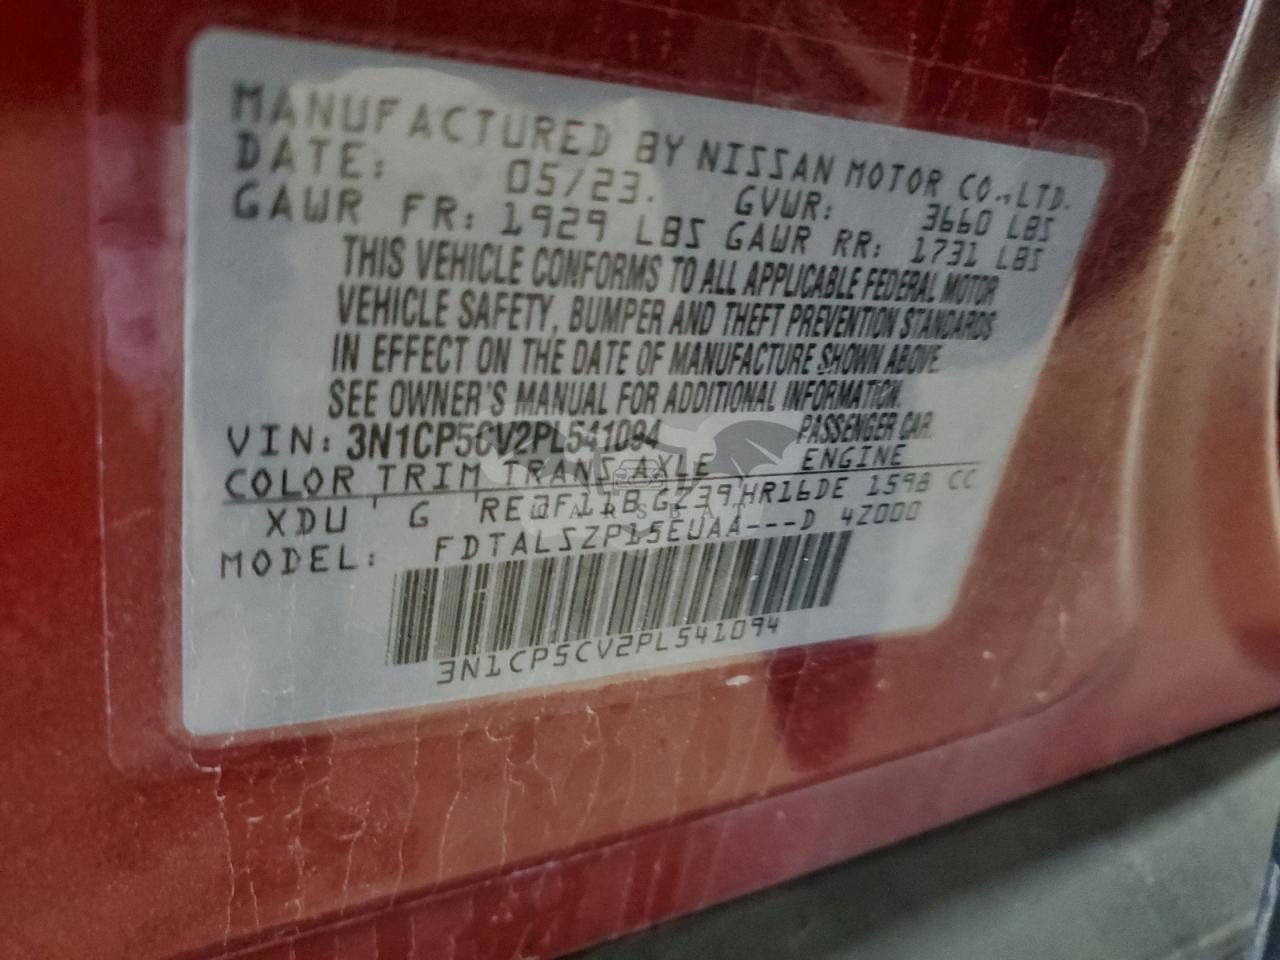 MANUFACTURED BY NISSAN MOTOR CO.,LTD.
DATE: 05/23. GVWR: 3660 LBS
GAWR FR: 1929 LBS GAWR RR: 1731 LBS
THIS VEHICLE CONFORMS TO ALL APPLICABLE FEDERAL MOTOR
VEHICLE SAFETY, BUMPER AND THEFT PREVENTION STANDARDS
IN EFFECT ON THE DATE OF MANUFACTURE SHOWN ABOVE.
SEE OWNER'S MANUAL FOR ADDITIONAL INFORMATION.
VIN: 3N1CP5CV2PL541094 PASSENGER CAR
COLOR TRIM TRANS AXLE ENGINE
XDU G HR16DE 1598 CC
MODEL: FDTALSZP15EUAA---D 4Z000
3N1CP5CV2PL541094